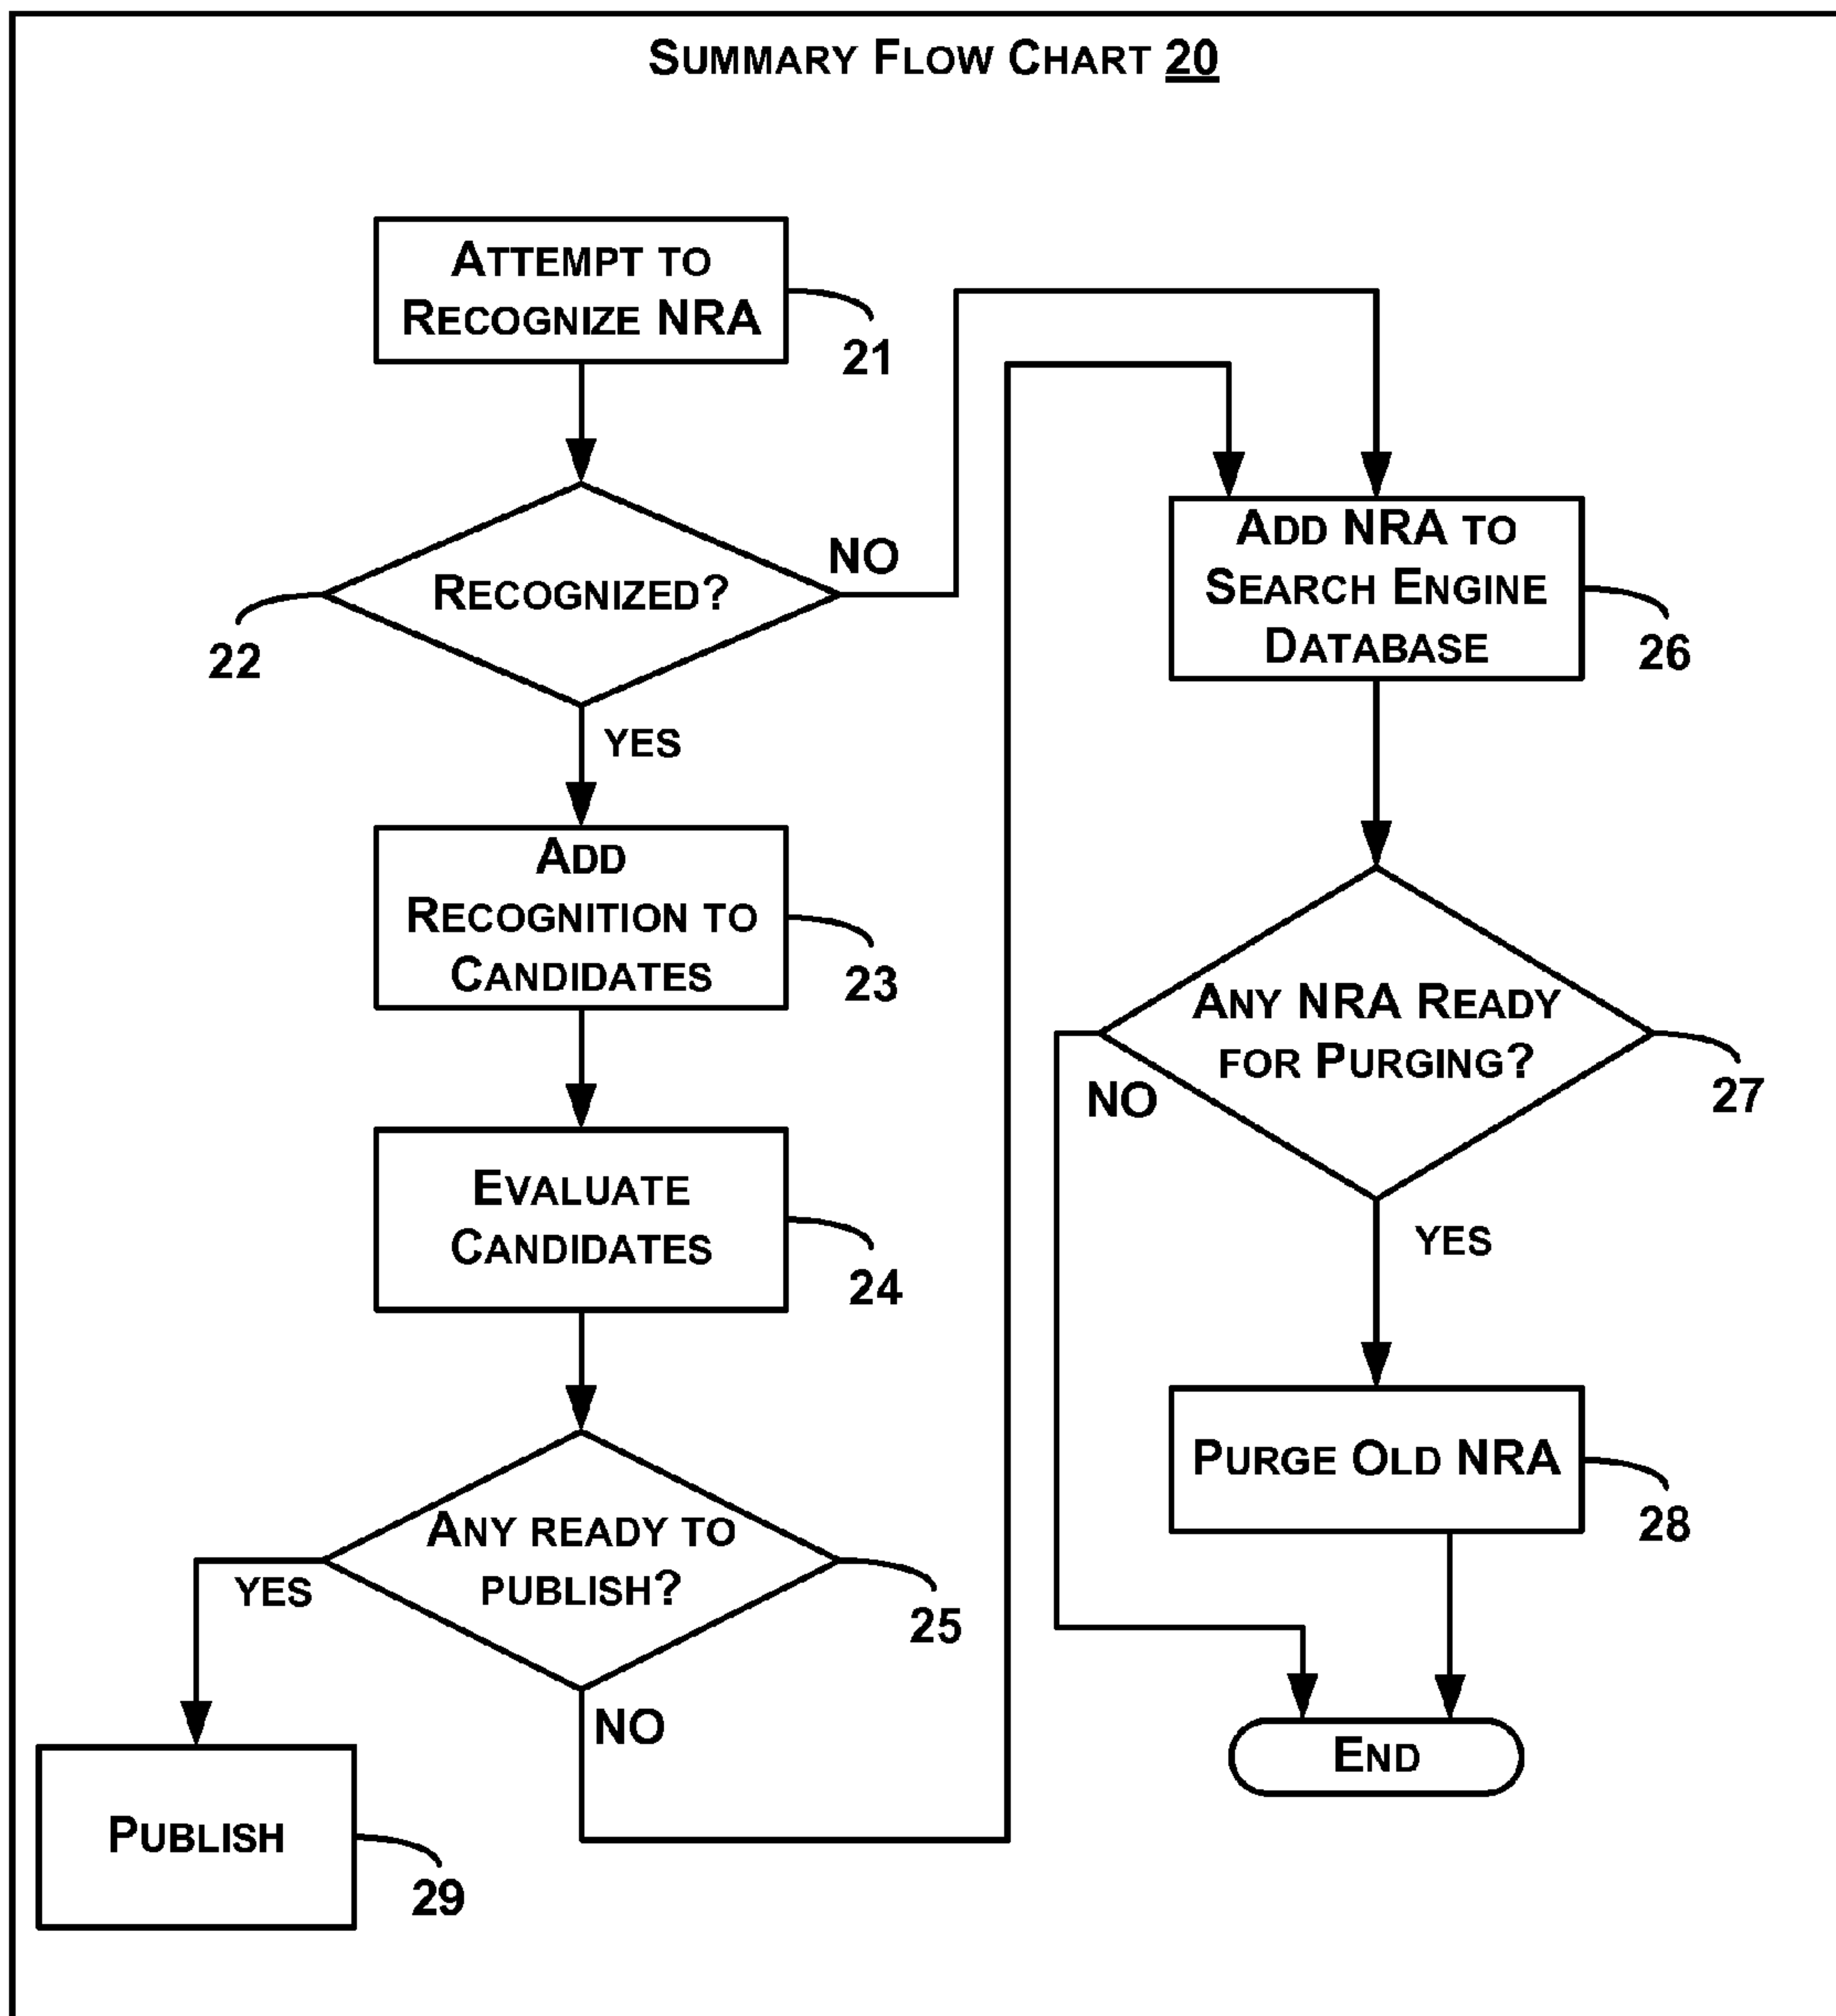 SUMMARY FLOW CHART 20
ATTEMPT TO
RECOGNIZE NRA
21
RECOGNIZED?
NO
22
YES
ADD
RECOGNITION TO
CANDIDATES
23
EVALUATE
CANDIDATES
24
ANY READY TO
PUBLISH?
YES
25
NO
PUBLISH
29
ADD NRA TO
SEARCH ENGINE
DATABASE
26
ANY NRA READY
FOR PURGING?
NO
27
YES
PURGE OLD NRA
28
END